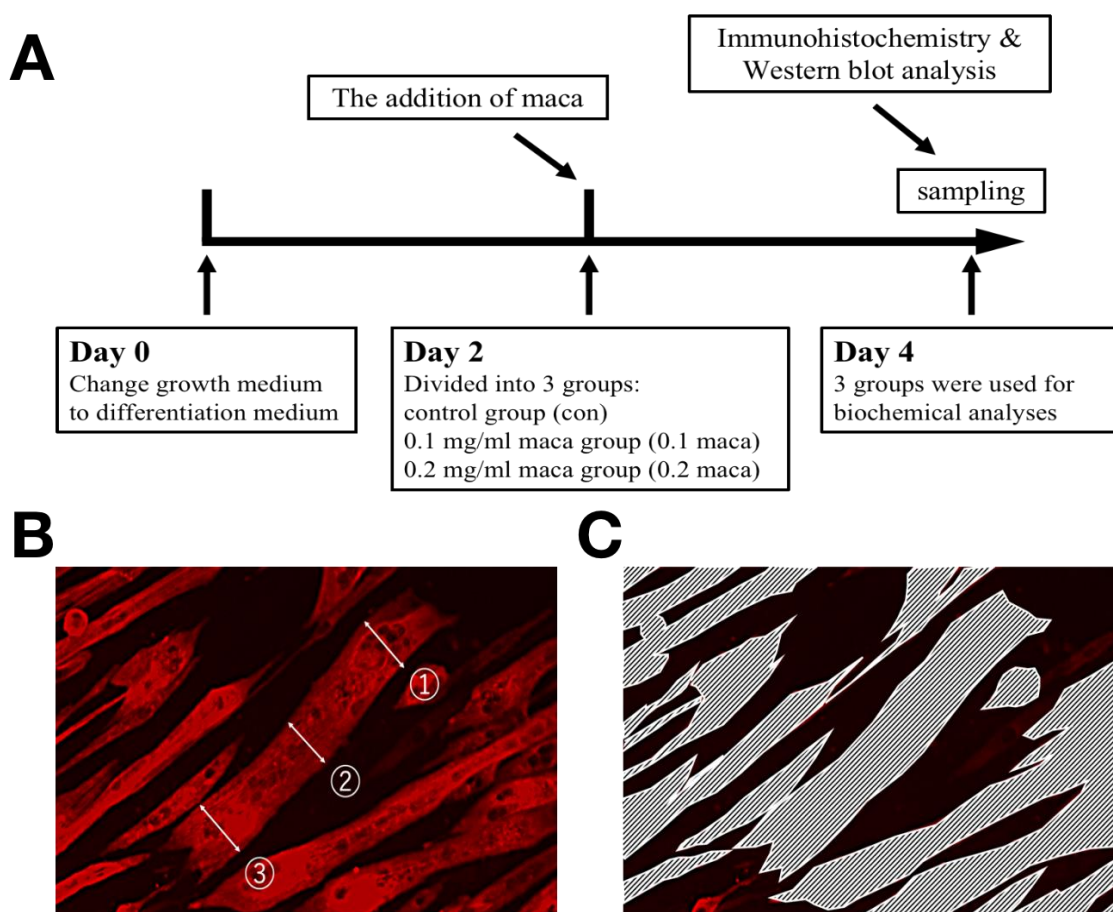 A
Immunohistochemistry &
Western blot analysis
The addition of maca
sampling
Day 0
Change growth medium
to differentiation medium
Day 2
Divided into 3 groups:
control group (con)
0.1 mg/ml maca group (0.1 maca)
0.2 mg/ml maca group (0.2 maca)
Day 4
3 groups were used for
biochemical analyses
B
①
②
③
C